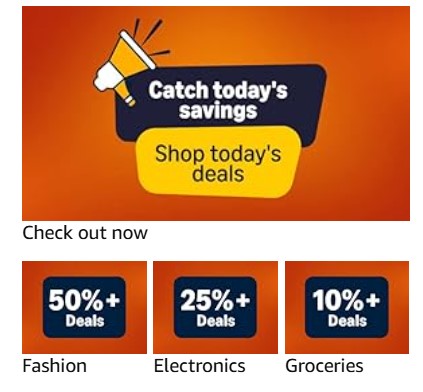 Catch today's
savings
Shop today's
deals
Check out now
50%+
Deals
25%+
Deals
10%+
Deals
Fashion
Electronics
Groceries